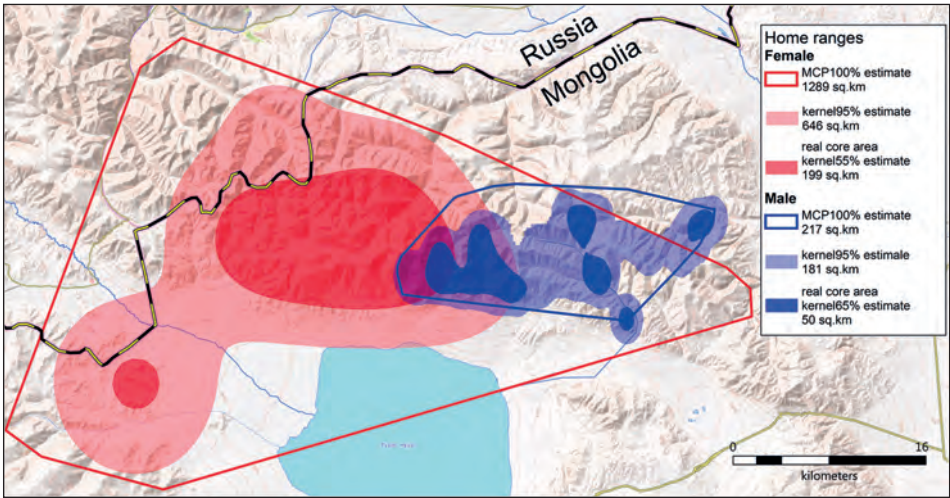 Russia
Mongolia
Home ranges
Female
MCP100% estimate
1289 sq.km
kernel95% estimate
646 sq.km
real core area
kernel55% estimate
199 sq.km
Male
MCP100% estimate
217 sq.km
kernel95% estimate
181 sq.km
real core area
kernel65% estimate
50 sq.km
0
16
kilometers